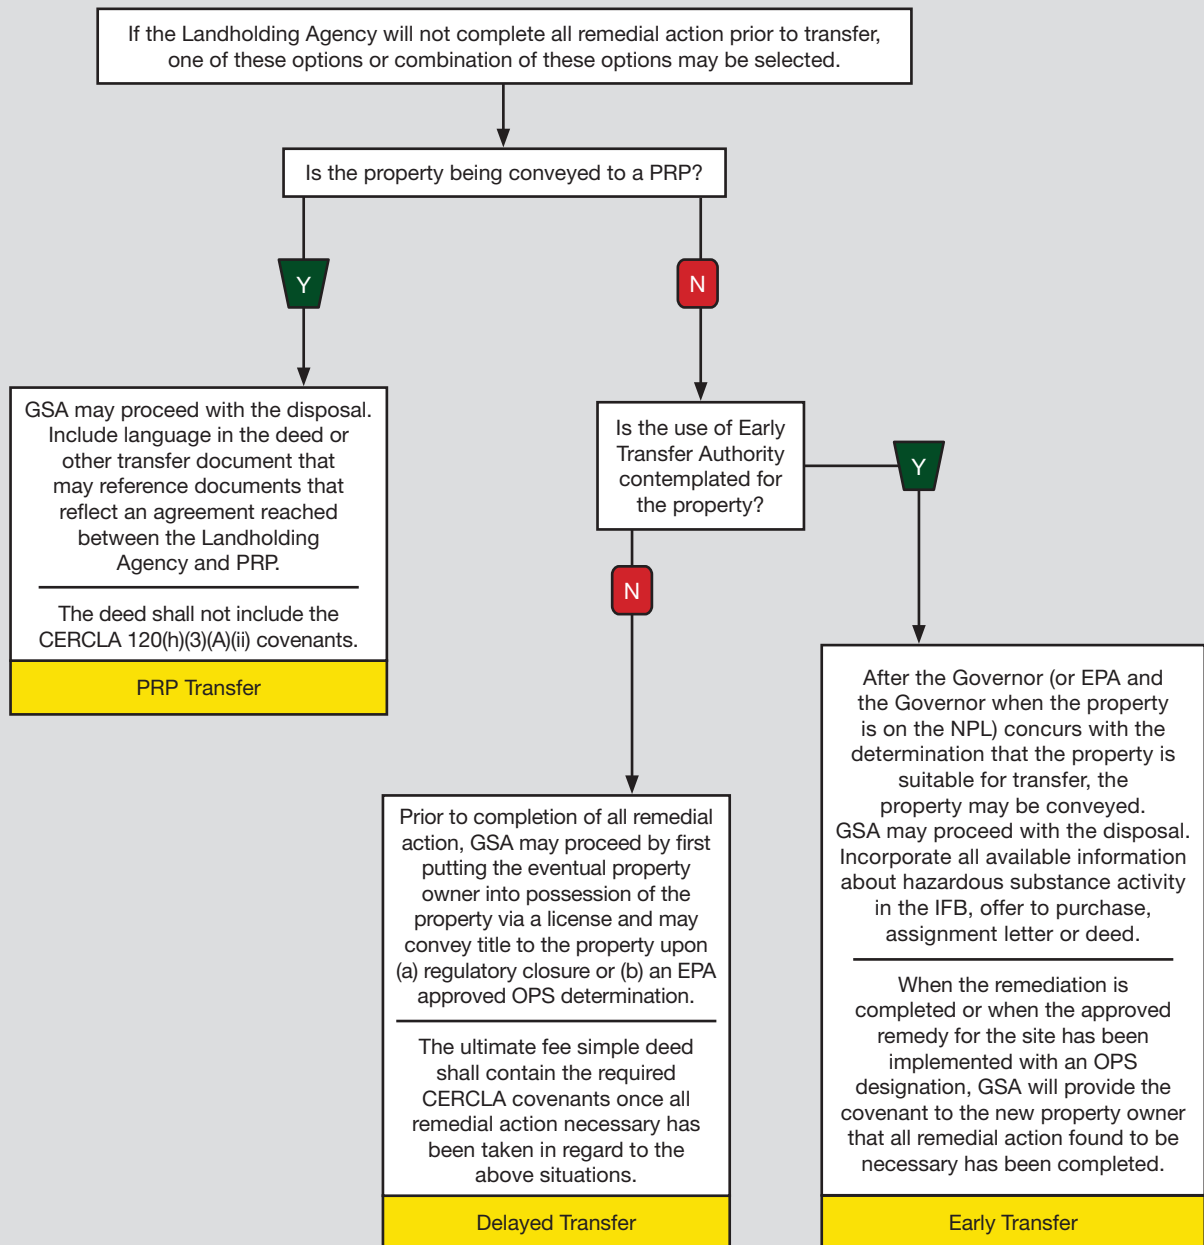 If the Landholding Agency will not complete all remedial action prior to transfer,
one of these options or combination of these options may be selected.
Is the property being conveyed to a PRP?
Y
N
GSA may proceed with the disposal.
Include language in the deed or
other transfer document that
may reference documents that
reflect an agreement reached
between the Landholding
Agency and PRP.
The deed shall not include the
CERCLA 120(h)(3)(A)(ii) covenants.
PRP Transfer
Is the use of Early
Transfer Authority
contemplated for
the property?
Y
N
Prior to completion of all remedial
action, GSA may proceed by first
putting the eventual property
owner into possession of the
property via a license and may
convey title to the property upon
(a) regulatory closure or (b) an EPA
approved OPS determination.
The ultimate fee simple deed
shall contain the required
CERCLA covenants once all
remedial action necessary has
been taken in regard to the
above situations.
Delayed Transfer
After the Governor (or EPA and
the Governor when the property
is on the NPL) concurs with the
determination that the property is
suitable for transfer, the
property may be conveyed.
GSA may proceed with the disposal.
Incorporate all available information
about hazardous substance activity
in the IFB, offer to purchase,
assignment letter or deed.
When the remediation is
completed or when the approved
remedy for the site has been
implemented with an OPS
designation, GSA will provide the
covenant to the new property owner
that all remedial action found to be
necessary has been completed.
Early Transfer